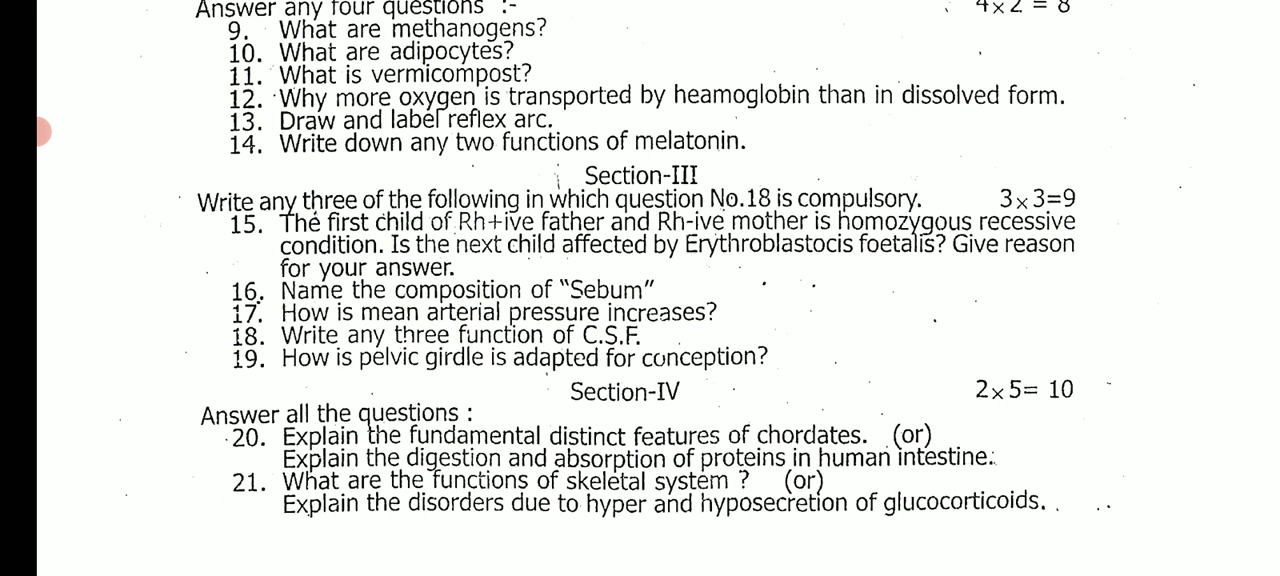 Answer any four questions :- 4×2 = 8
9. What are methanogens?
10. What are adipocytes?
11. What is vermicompost?
12. Why more oxygen is transported by heamoglobin than in dissolved form.
13. Draw and label reflex arc.
14. Write down any two functions of melatonin.
Section-III
Write any three of the following in which question No.18 is compulsory. 3×3=9
15. The first child of Rh+ive father and Rh-ive mother is homozygous recessive
condition. Is the next child affected by Erythroblastocis foetalis? Give reason
for your answer.
16. Name the composition of "Sebum"
17. How is mean arterial pressure increases?
18. Write any three function of C.S.F.
19. How is pelvic girdle is adapted for conception?
Section-IV 2×5= 10
Answer all the questions :
20. Explain the fundamental distinct features of chordates. (or)
Explain the digestion and absorption of proteins in human intestine.
21. What are the functions of skeletal system ? (or)
Explain the disorders due to hyper and hyposecretion of glucocorticoids.